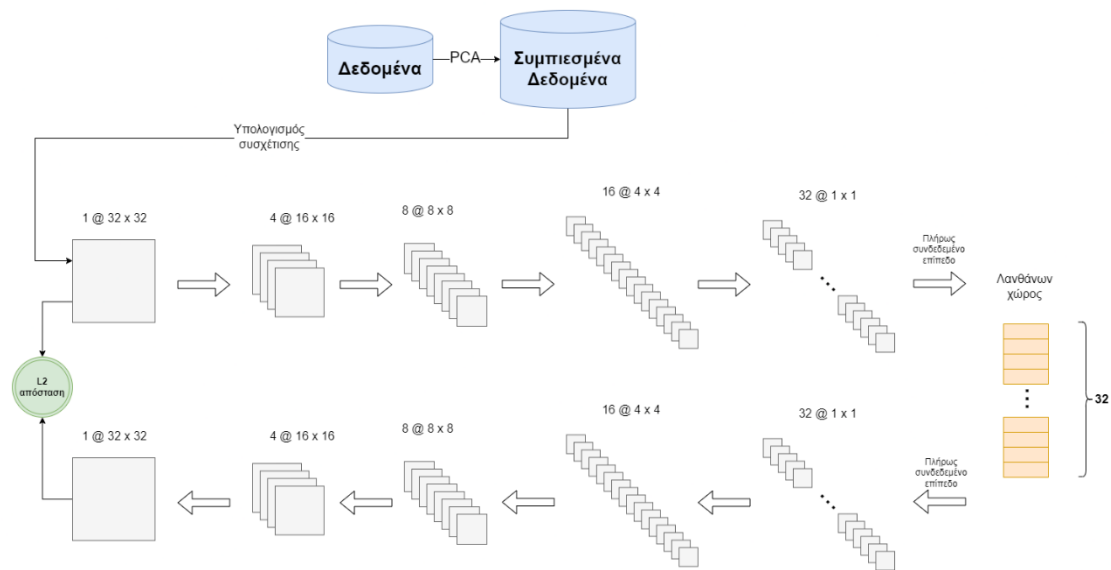 Δεδομένα
PCA
Συμπιεσμένα
Δεδομένα
Υπολογισμός
συσχέτισης
1 @ 32 x 32
4 @ 16 x 16
8 @ 8 x 8
16 @ 4 x 4
32 @ 1 x 1
Πλήρως
συνδεδεμένο
επίπεδο
Λανθάνων
χώρος
L2
απόσταση
32
1 @ 32 x 32
4 @ 16 x 16
8 @ 8 x 8
16 @ 4 x 4
32 @ 1 x 1
Πλήρως
συνδεδεμένο
επίπεδο